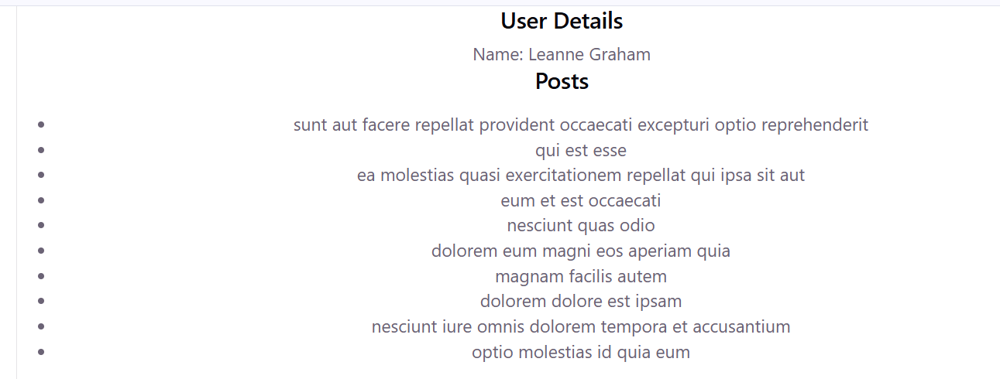 User Details
Name: Leanne Graham
Posts
sunt aut facere repellat provident occaecati excepturi optio reprehenderit
qui est esse
ea molestias quasi exercitationem repellat qui ipsa sit aut
eum et est occaecati
nesciunt quas odio
dolorem eum magni eos aperiam quia
magnam facilis autem
dolorem dolore est ipsam
nesciunt iure omnis dolorem tempora et accusantium
optio molestias id quia eum